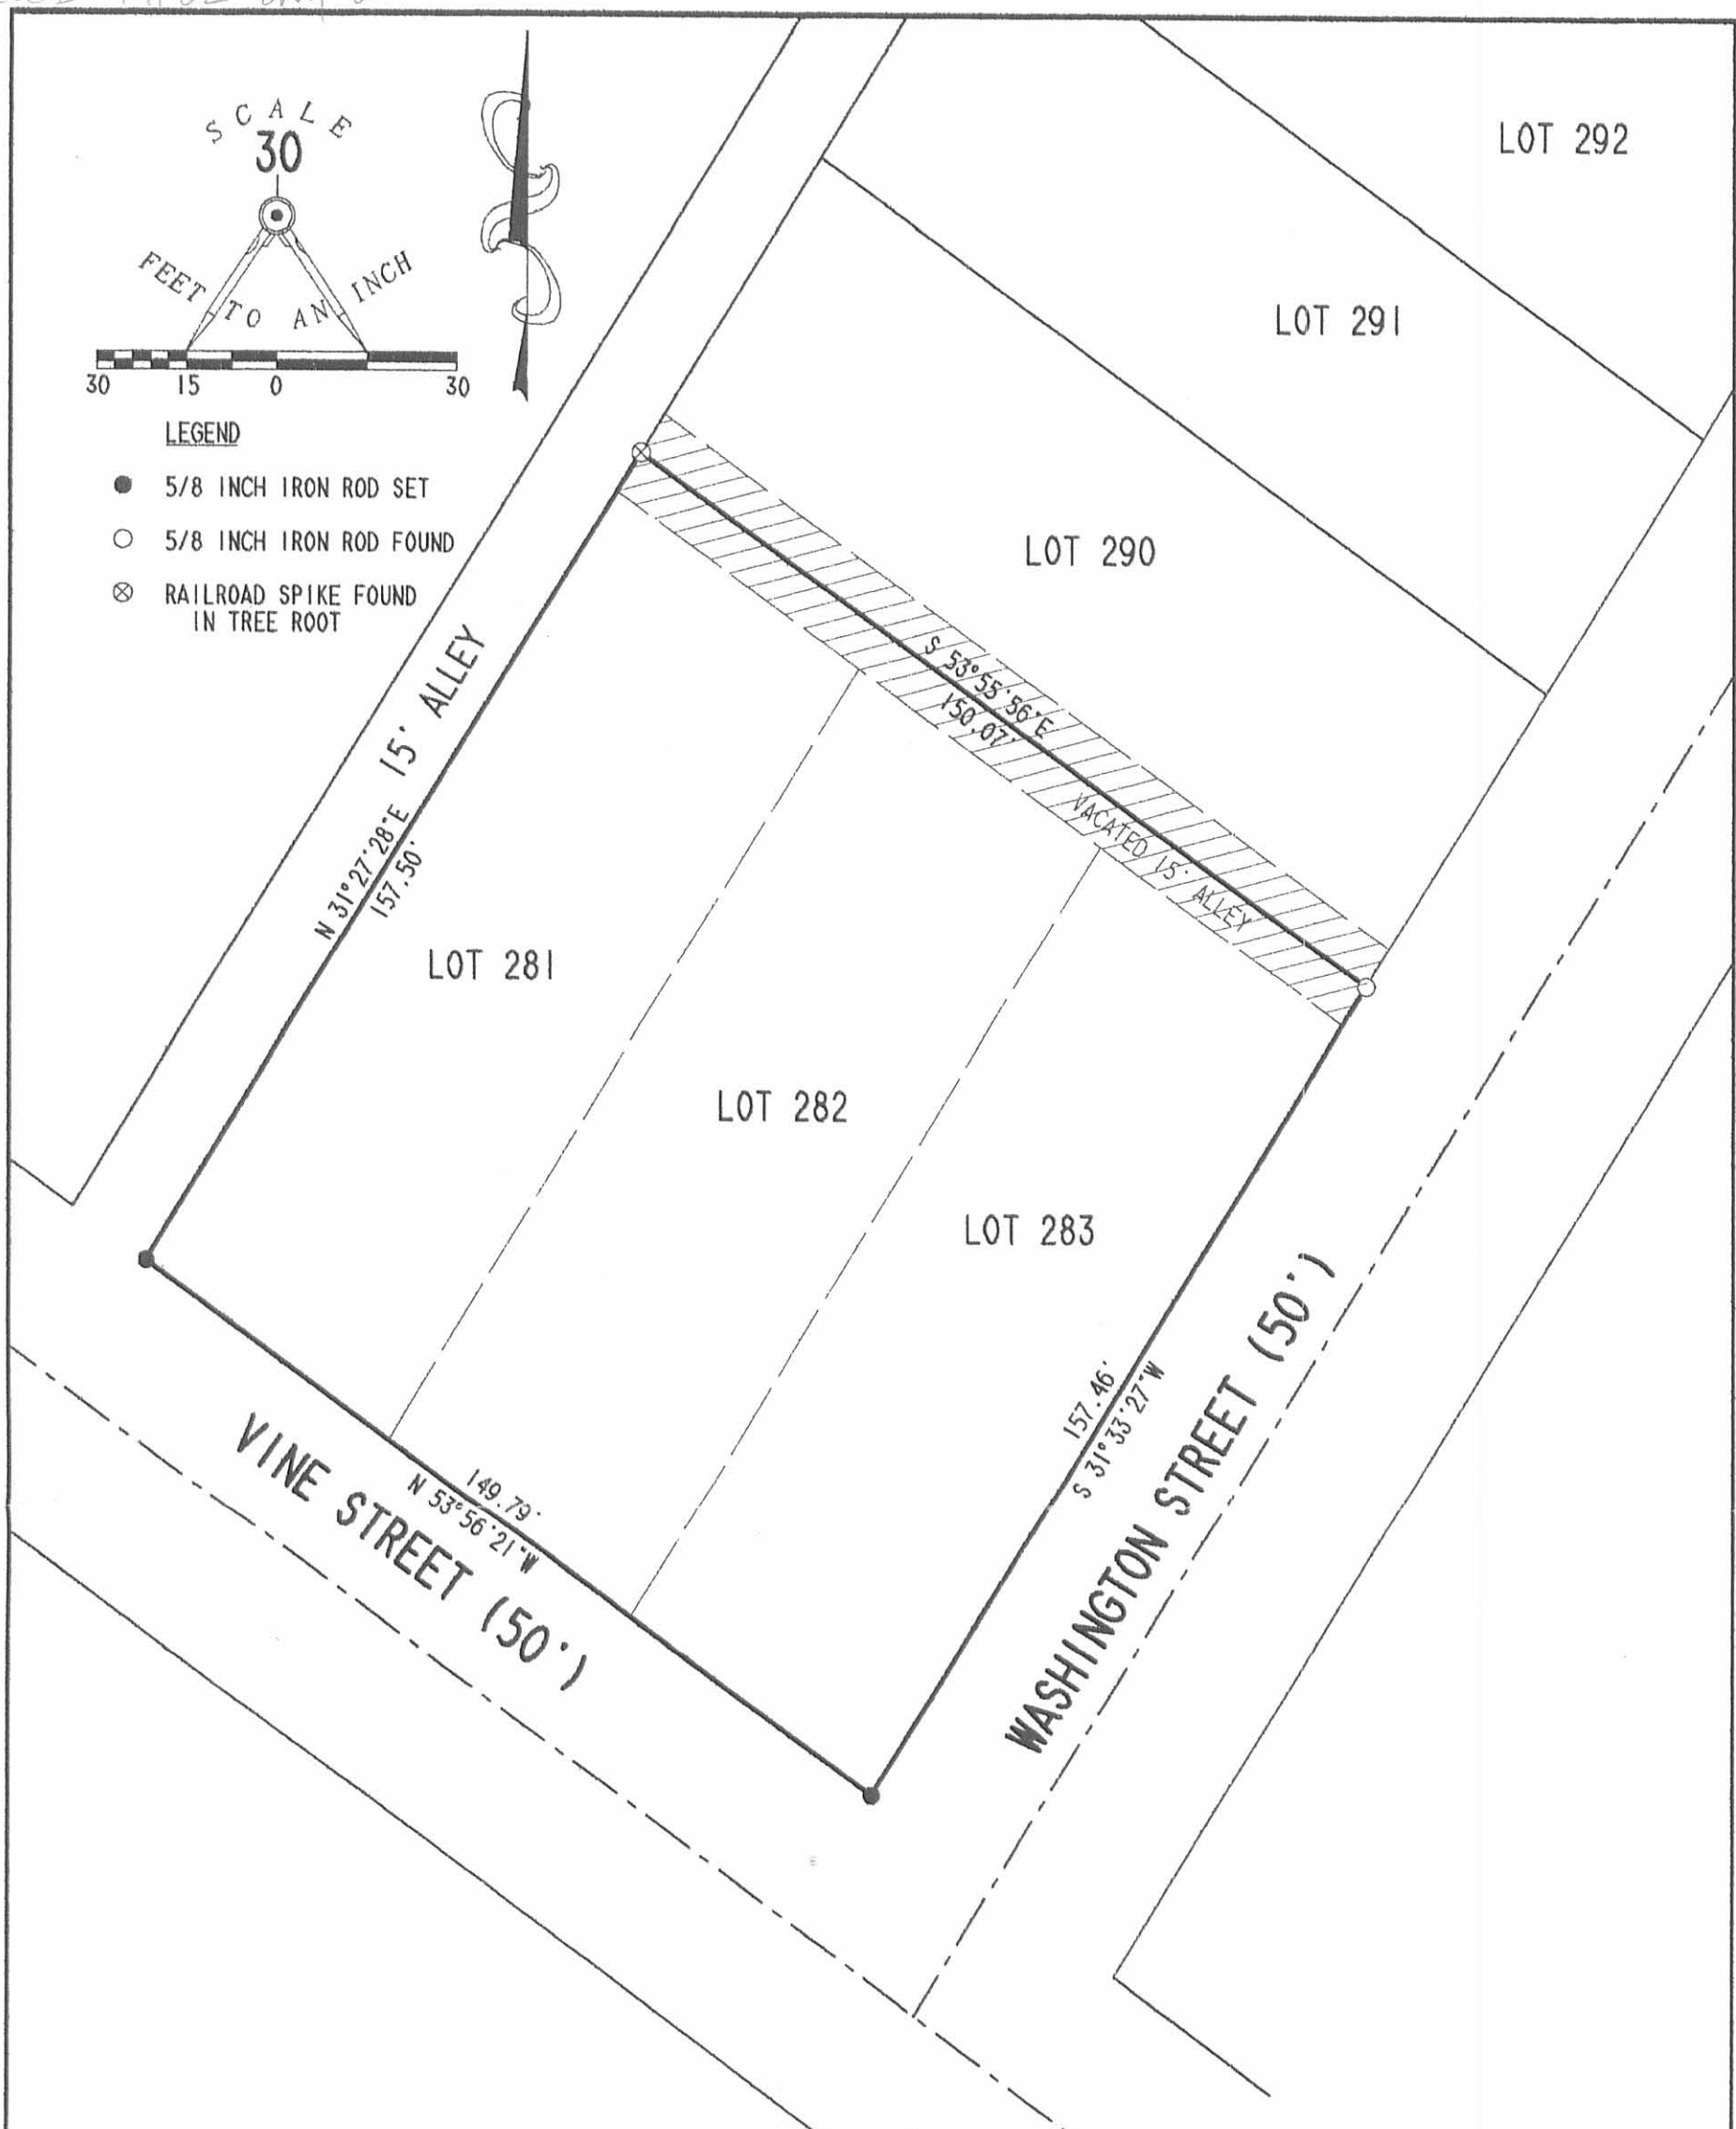 SCALE
30
FEET TO AN INCH
30 15 0 30
LEGEND
5/8 INCH IRON ROD SET
5/8 INCH IRON ROD FOUND
RAILROAD SPIKE FOUND
IN TREE ROOT
LOT 292
LOT 291
LOT 290
15' ALLEY
N 31°27'28"E
157.50'
S 53°55'56"E
150.07'
VACATED 15' ALLEY
LOT 281
LOT 282
LOT 283
157.46'
S 31°33'27"W
149.79'
N 53°56'21"W
VINE STREET (50')
WASHINGTON STREET (50')